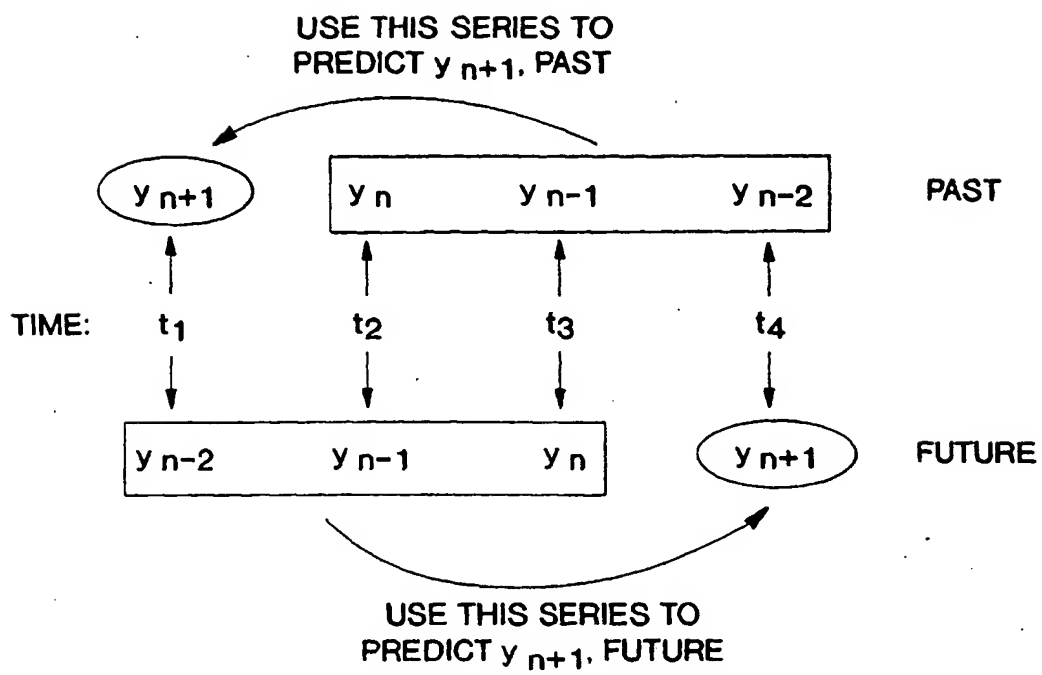 USE THIS SERIES TO
PREDICT y n+1, PAST
y n+1 y n y n-1 y n-2 PAST
TIME: t1 t2 t3 t4
y n-2 y n-1 y n y n+1 FUTURE
USE THIS SERIES TO
PREDICT y n+1, FUTURE